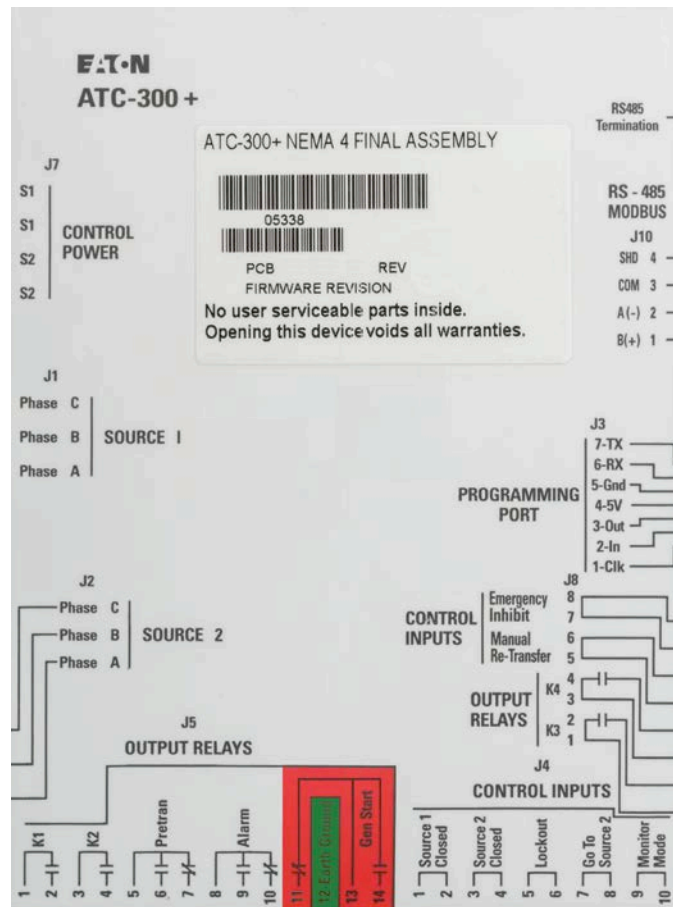 EATON
ATC-300 +
RS485
Termination
ATC-300+ NEMA 4 FINAL ASSEMBLY
05338
PCB REV
FIRMWARE REVISION
No user serviceable parts inside.
Opening this device voids all warranties.
J7
S1
S1
S2
S2
CONTROL
POWER
RS - 485
MODBUS
J10
SHD 4
COM 3
A(-) 2
B(+) 1
J1
Phase C
Phase B
Phase A
SOURCE 1
J3
7-TX
6-RX
5-Gnd
4-5V
3-Out
2-In
1-Clk
PROGRAMMING
PORT
J2
Phase C
Phase B
Phase A
SOURCE 2
J8
CONTROL
INPUTS
Emergency 8
Inhibit 7
Manual 6
Re-Transfer 5
OUTPUT
RELAYS
K4 4
3
K3 2
1
J5
OUTPUT RELAYS
K1
K2
Pretran
Alarm
12-Earth Ground
Gen Start
1 2 3 4 5 6 7 8 9 10 11 13 14
J4
CONTROL INPUTS
Source 1
Closed
Source 2
Closed
Lockout
Go To
Source 2
Monitor
Mode
1 2 3 4 5 6 7 8 9 10